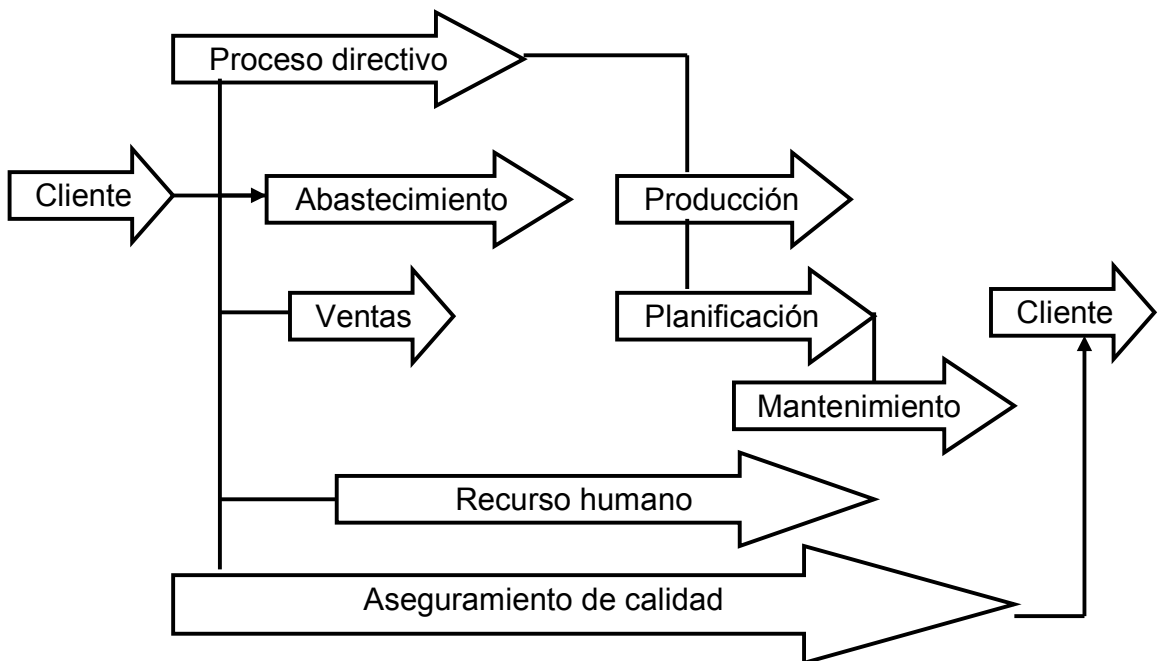 Proceso directivo
Cliente
Abastecimiento
Producción
Ventas
Planificación
Cliente
Mantenimiento
Recurso humano
Aseguramiento de calidad